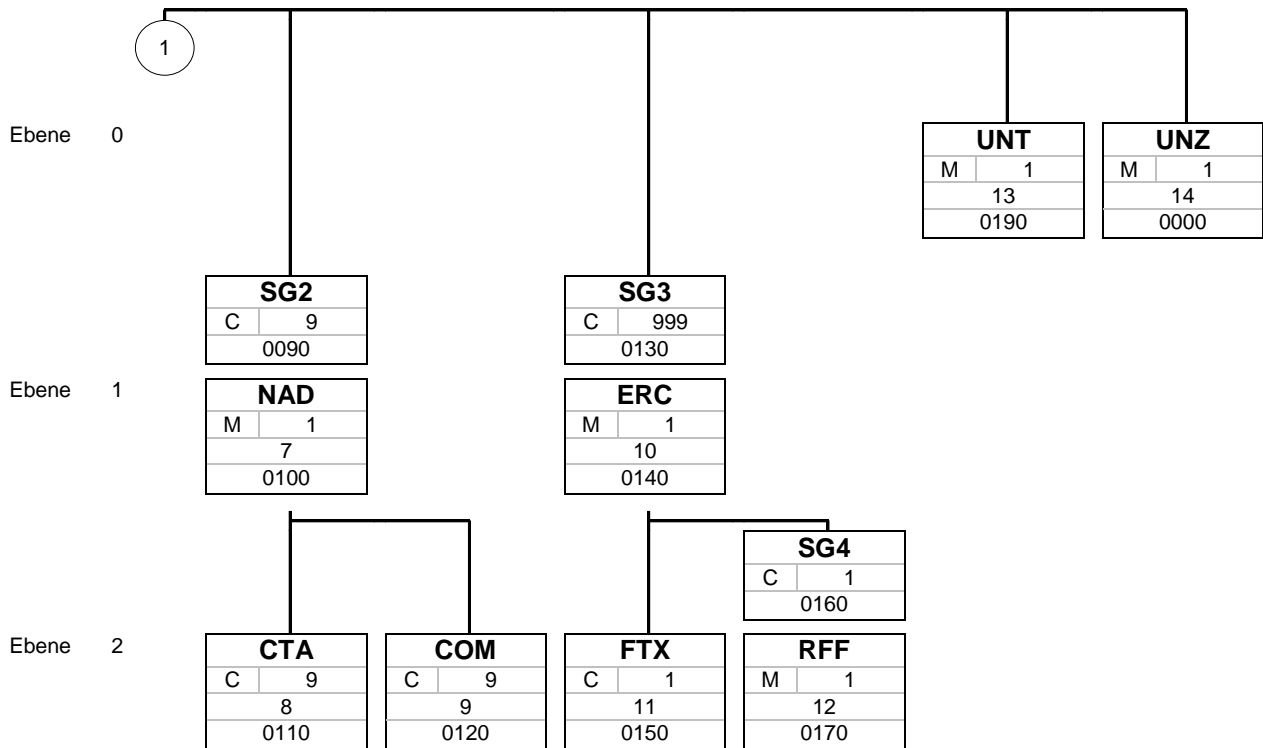 1
Ebene 0
UNT
M 1
13
0190
UNZ
M 1
14
0000
SG2
C 9
0090
SG3
C 999
0130
Ebene 1
NAD
M 1
7
0100
ERC
M 1
10
0140
SG4
C 1
0160
Ebene 2
CTA
C 9
8
0110
COM
C 9
9
0120
FTX
C 1
11
0150
RFF
M 1
12
0170